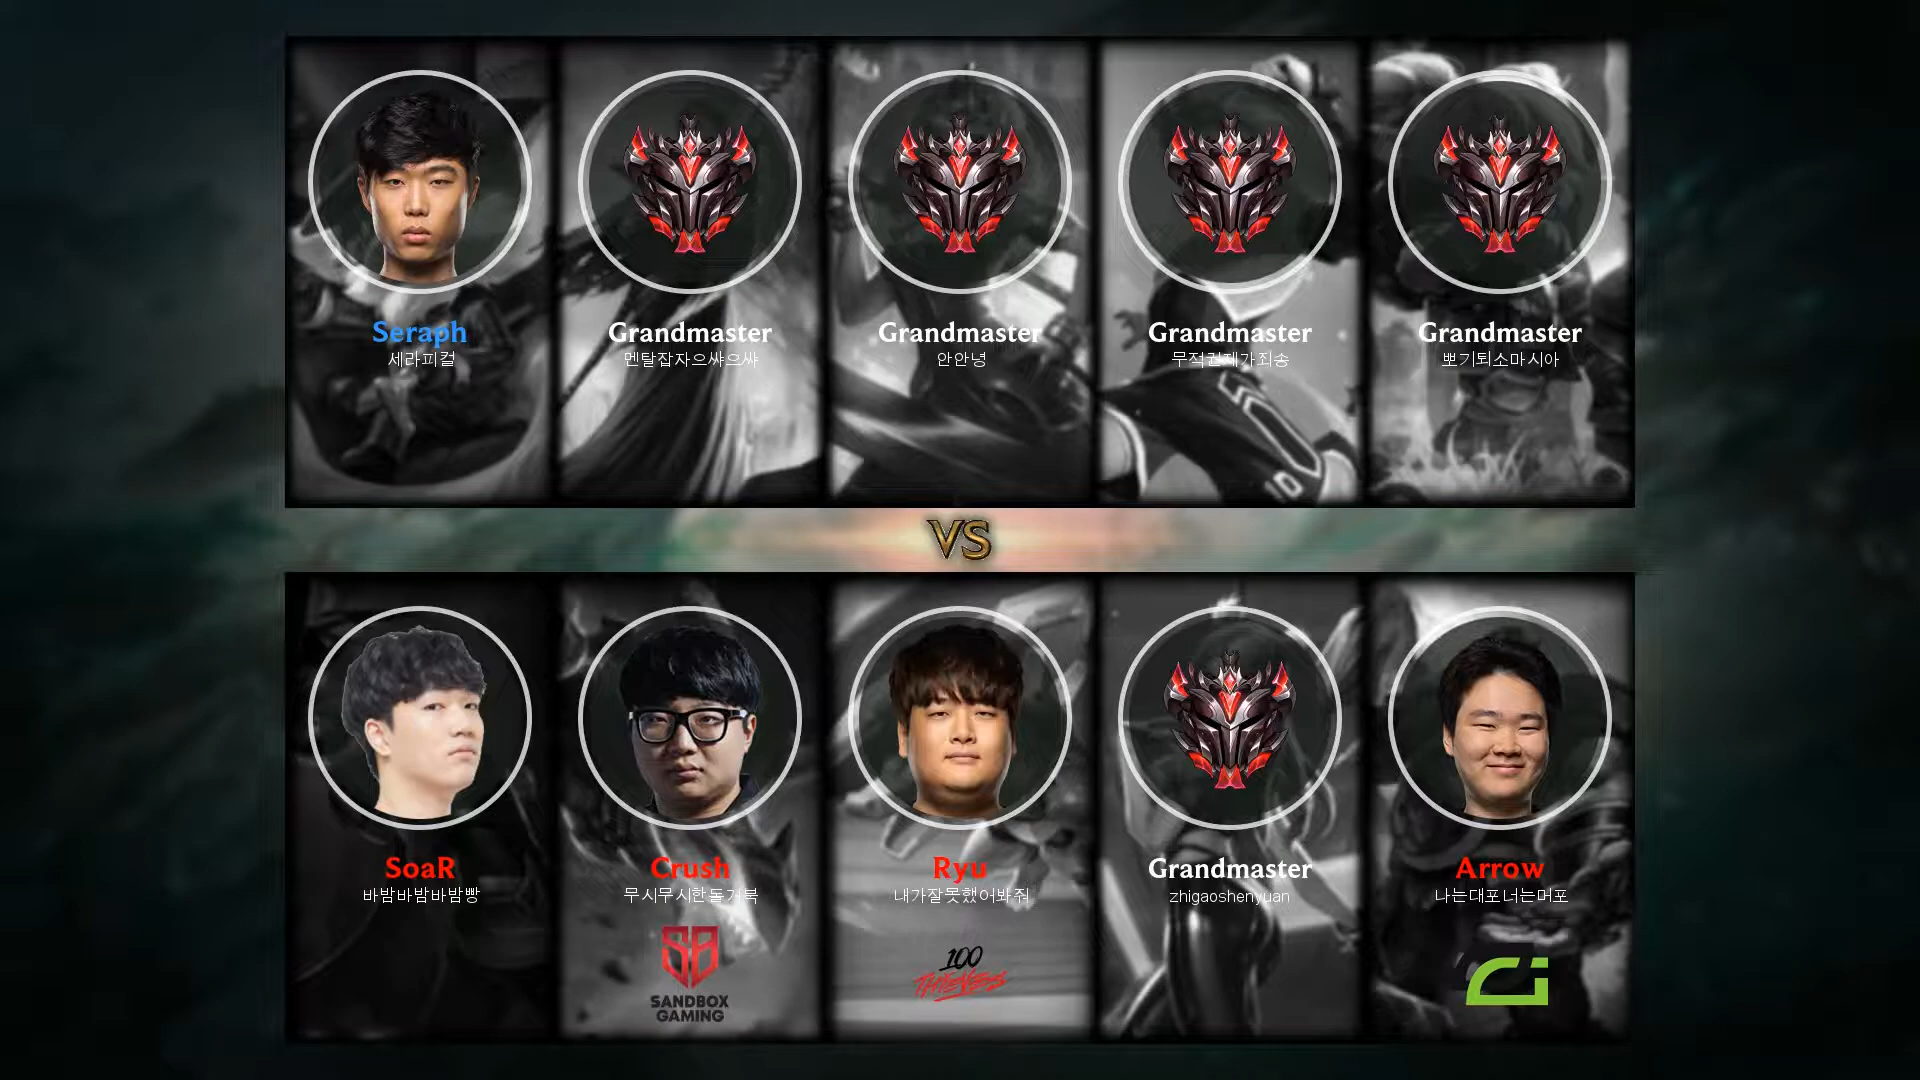 Seraph
세라피컬
Grandmaster
멘탈잡자으쌰으쌰
Grandmaster
안안녕
Grandmaster
무적권제가죄송
Grandmaster
뽀기퇴소마시아
VS
SoaR
바밤바밤바밤빵
Crush
무시무시한돌거북
SB
SANDBOX
GAMING
Ryu
내가잘못했어봐줘
100
THIEVES
Grandmaster
zhigaoshenyuan
Arrow
나는대포너는머포
10